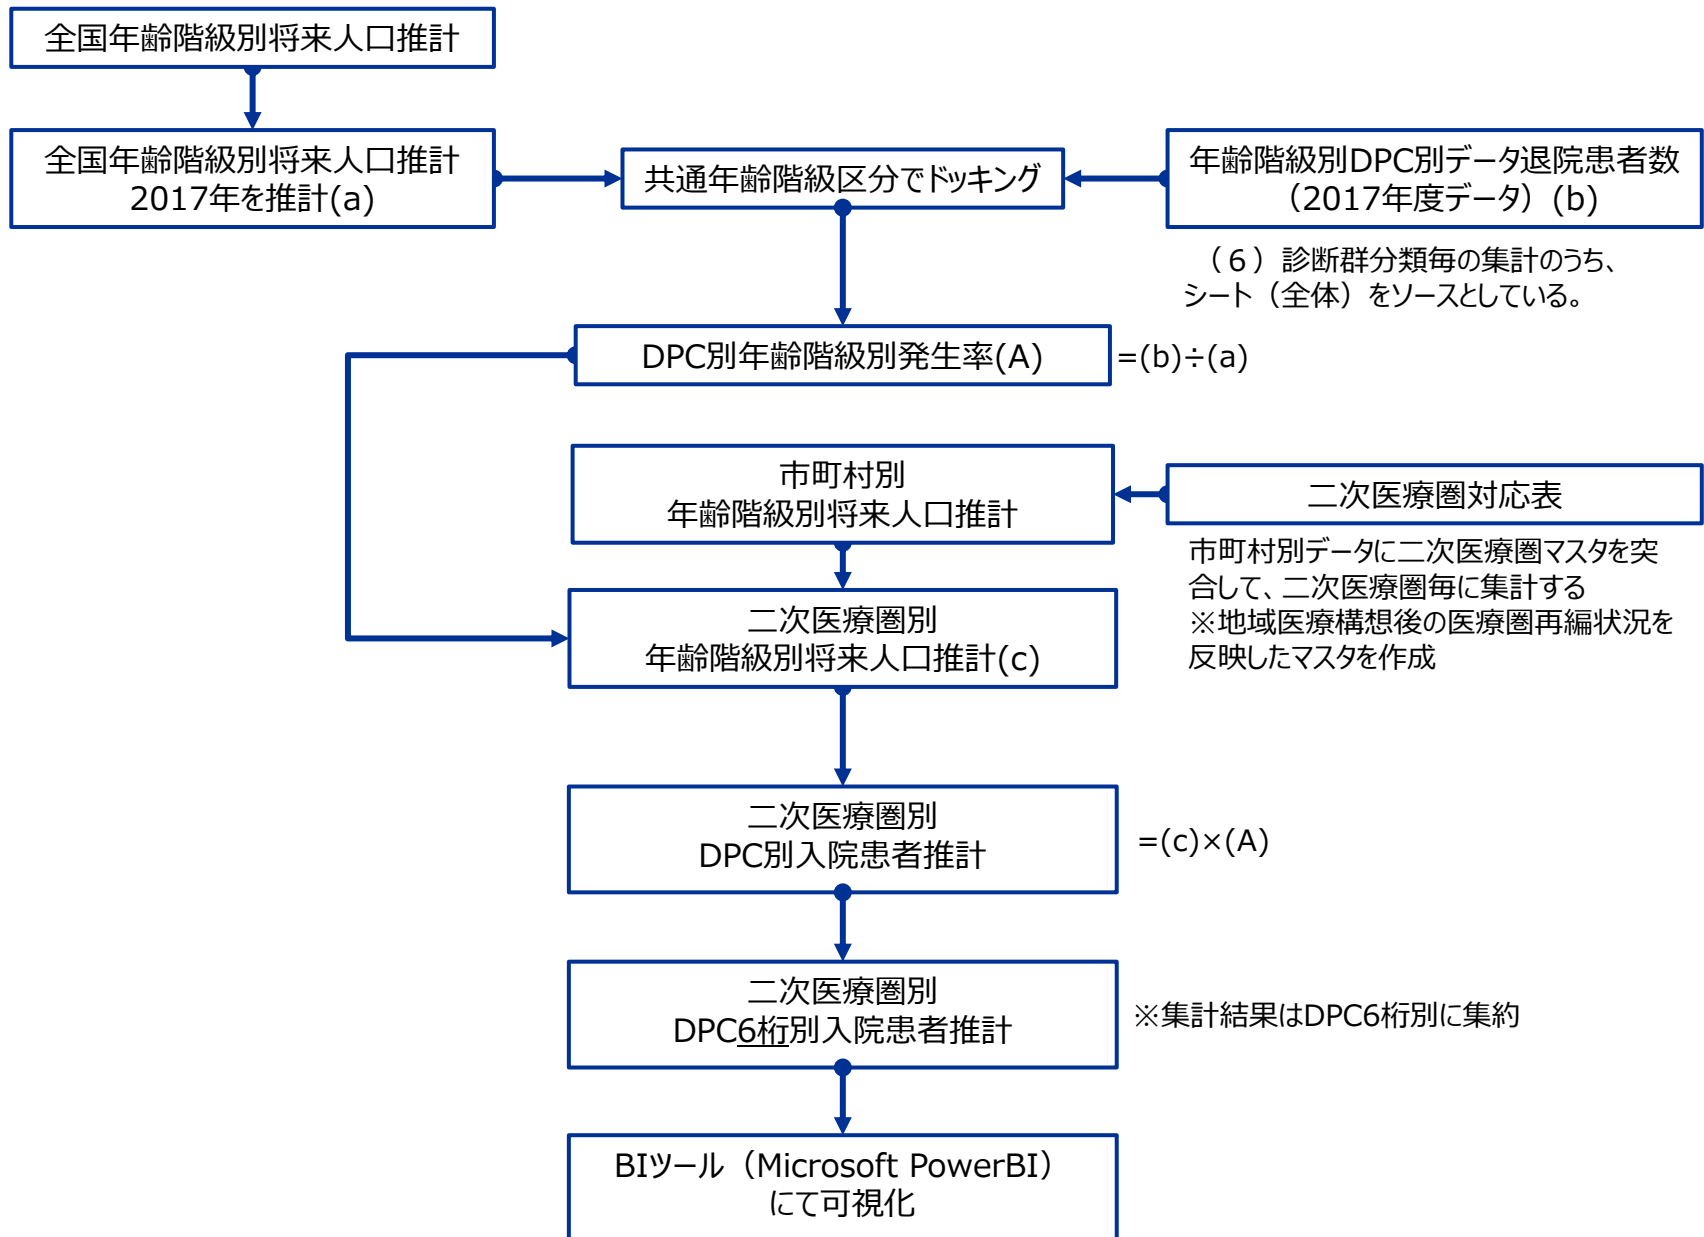 全国年齢階級別将来人口推計
全国年齢階級別将来人口推計
2017年を推計(a)
共通年齢階級区分でドッキング
年齢階級別DPC別データ退院患者数
（2017年度データ）(b)
（６）診断群分類毎の集計のうち、
シート（全体）をソースとしている。
DPC別年齢階級別発生率(A)
=(b)÷(a)
市町村別
年齢階級別将来人口推計
二次医療圏対応表
市町村別データに二次医療圏マスタを突
合して、二次医療圏毎に集計する
※地域医療構想後の医療圏再編状況を
反映したマスタを作成
二次医療圏別
年齢階級別将来人口推計(c)
二次医療圏別
DPC別入院患者推計
=(c)×(A)
二次医療圏別
DPC6桁別入院患者推計
※集計結果はDPC6桁別に集約
BIツール（Microsoft PowerBI）
にて可視化